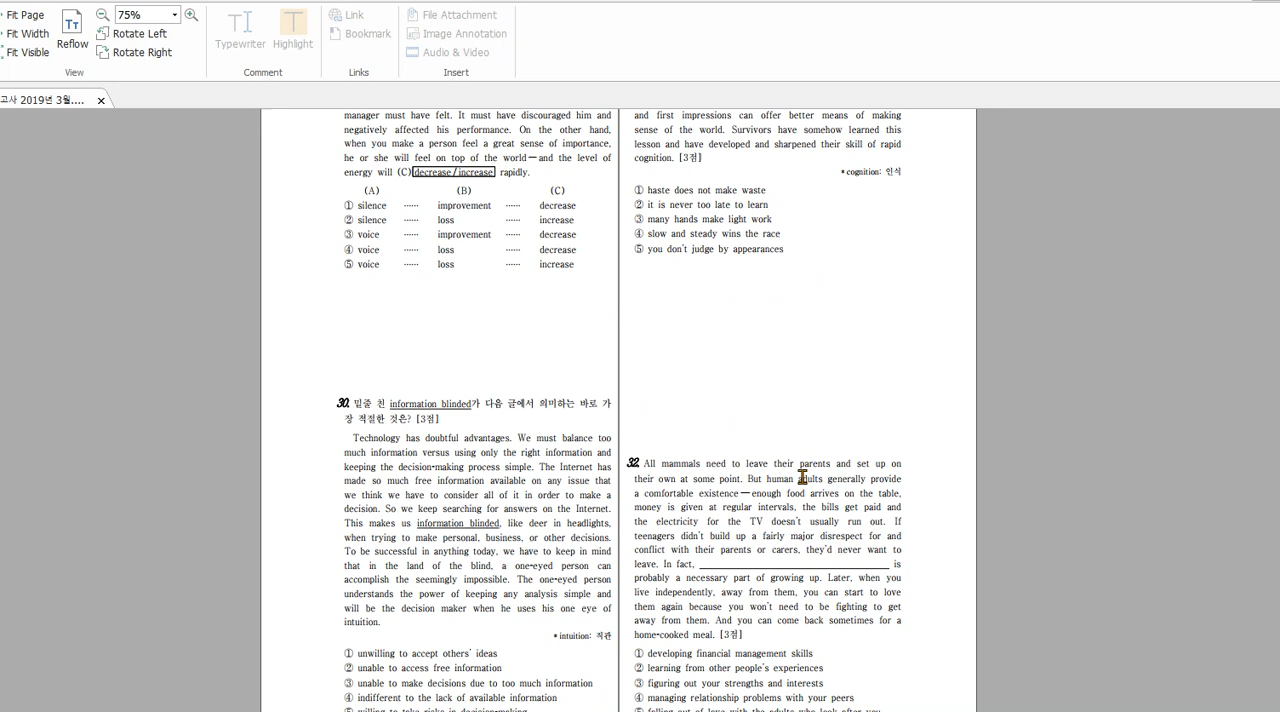 Fit Page
Fit Width
Fit Visible
Reflow
75%
Rotate Left
Rotate Right
View
Typewriter
Highlight
Comment
Link
Bookmark
Links
File Attachment
Image Annotation
Audio & Video
Insert
고사 2019년 3월.... ×
manager must have felt. It must have discouraged him and
negatively affected his performance. On the other hand,
when you make a person feel a great sense of importance,
he or she will feel on top of the world—and the level of
energy will (C) decrease / increase rapidly.
(A) (B) (C)
① silence ······ improvement ······ decrease
② silence ······ loss ······ increase
③ voice ······ improvement ······ decrease
④ voice ······ loss ······ decrease
⑤ voice ······ loss ······ increase
30. 밑줄 친 information blinded가 다음 글에서 의미하는 바로 가
장 적절한 것은? [3점]
Technology has doubtful advantages. We must balance too
much information versus using only the right information and
keeping the decision-making process simple. The Internet has
made so much free information available on any issue that
we think we have to consider all of it in order to make a
decision. So we keep searching for answers on the Internet.
This makes us information blinded, like deer in headlights,
when trying to make personal, business, or other decisions.
To be successful in anything today, we have to keep in mind
that in the land of the blind, a one-eyed person can
accomplish the seemingly impossible. The one-eyed person
understands the power of keeping any analysis simple and
will be the decision maker when he uses his one eye of
intuition.
* intuition: 직관
① unwilling to accept others' ideas
② unable to access free information
③ unable to make decisions due to too much information
④ indifferent to the lack of available information
⑤ willing to take risks in decision-making
and first impressions can offer better means of making
sense of the world. Survivors have somehow learned this
lesson and have developed and sharpened their skill of rapid
cognition. [3점]
* cognition: 인식
① haste does not make waste
② it is never too late to learn
③ many hands make light work
④ slow and steady wins the race
⑤ you don't judge by appearances
32. All mammals need to leave their parents and set up on
their own at some point. But human adults generally provide
a comfortable existence—enough food arrives on the table,
money is given at regular intervals, the bills get paid and
the electricity for the TV doesn't usually run out. If
teenagers didn't build up a fairly major disrespect for and
conflict with their parents or carers, they'd never want to
leave. In fact, ______________________________ is
probably a necessary part of growing up. Later, when you
live independently, away from them, you can start to love
them again because you won't need to be fighting to get
away from them. And you can come back sometimes for a
home-cooked meal. [3점]
① developing financial management skills
② learning from other people's experiences
③ figuring out your strengths and interests
④ managing relationship problems with your peers
⑤ falling out of love with the adults who look after you